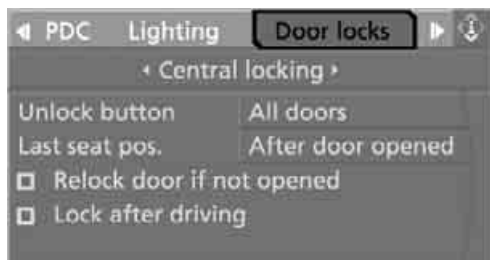 PDC Lighting Door locks
Central locking
Unlock button All doors
Last seat pos. After door opened
Relock door if not opened
Lock after driving